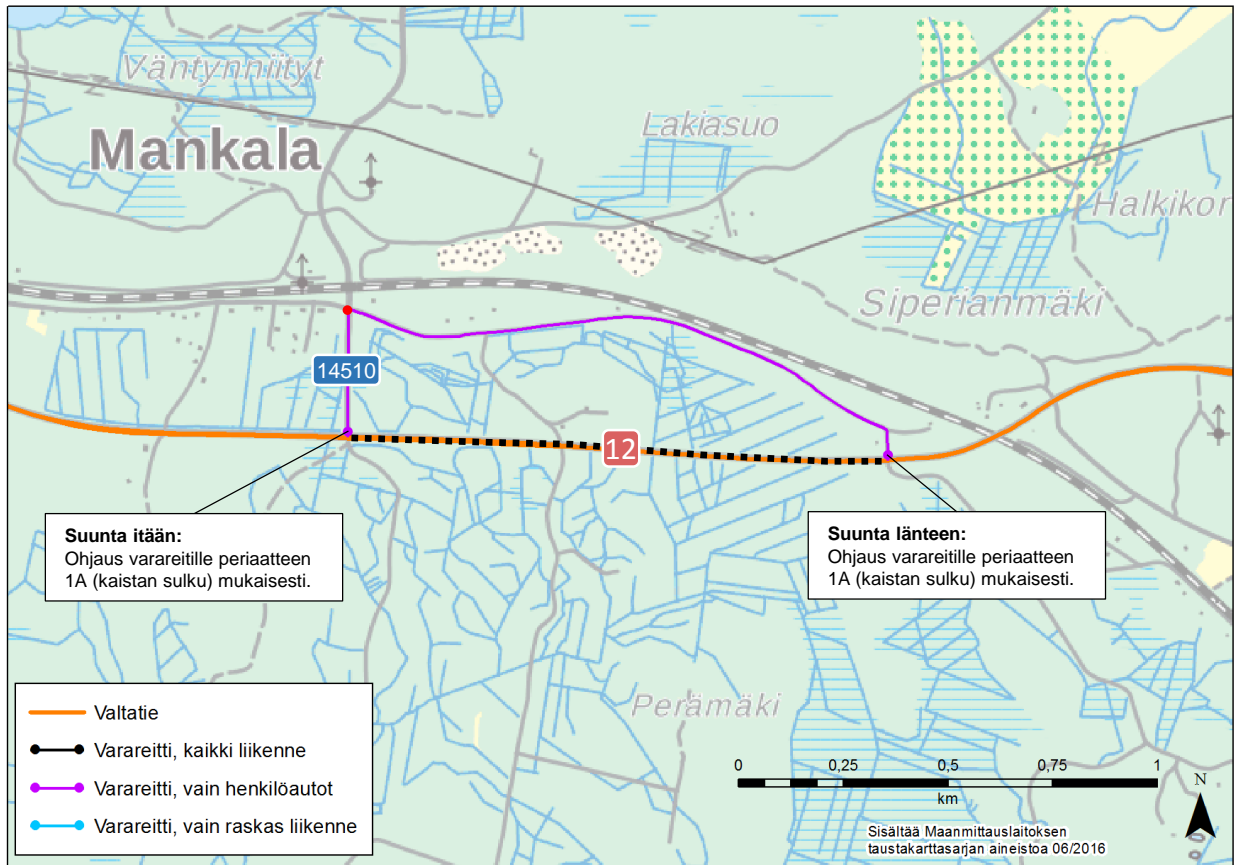 Väntynniityt
Lakiasuo
Mankala
Halkikor
Siperianmäki
14510
12
Suunta itään:
Ohjaus varareitille periaatteen
1A (kaistan sulku) mukaisesti.
Suunta länteen:
Ohjaus varareitille periaatteen
1A (kaistan sulku) mukaisesti.
Perämäki
Valtatie
Varareitti, kaikki liikenne
Varareitti, vain henkilöautot
Varareitti, vain raskas liikenne
0 0,25 0,5 0,75 1
km
N
Sisältää Maanmittauslaitoksen
taustakarttasarjan aineistoa 06/2016